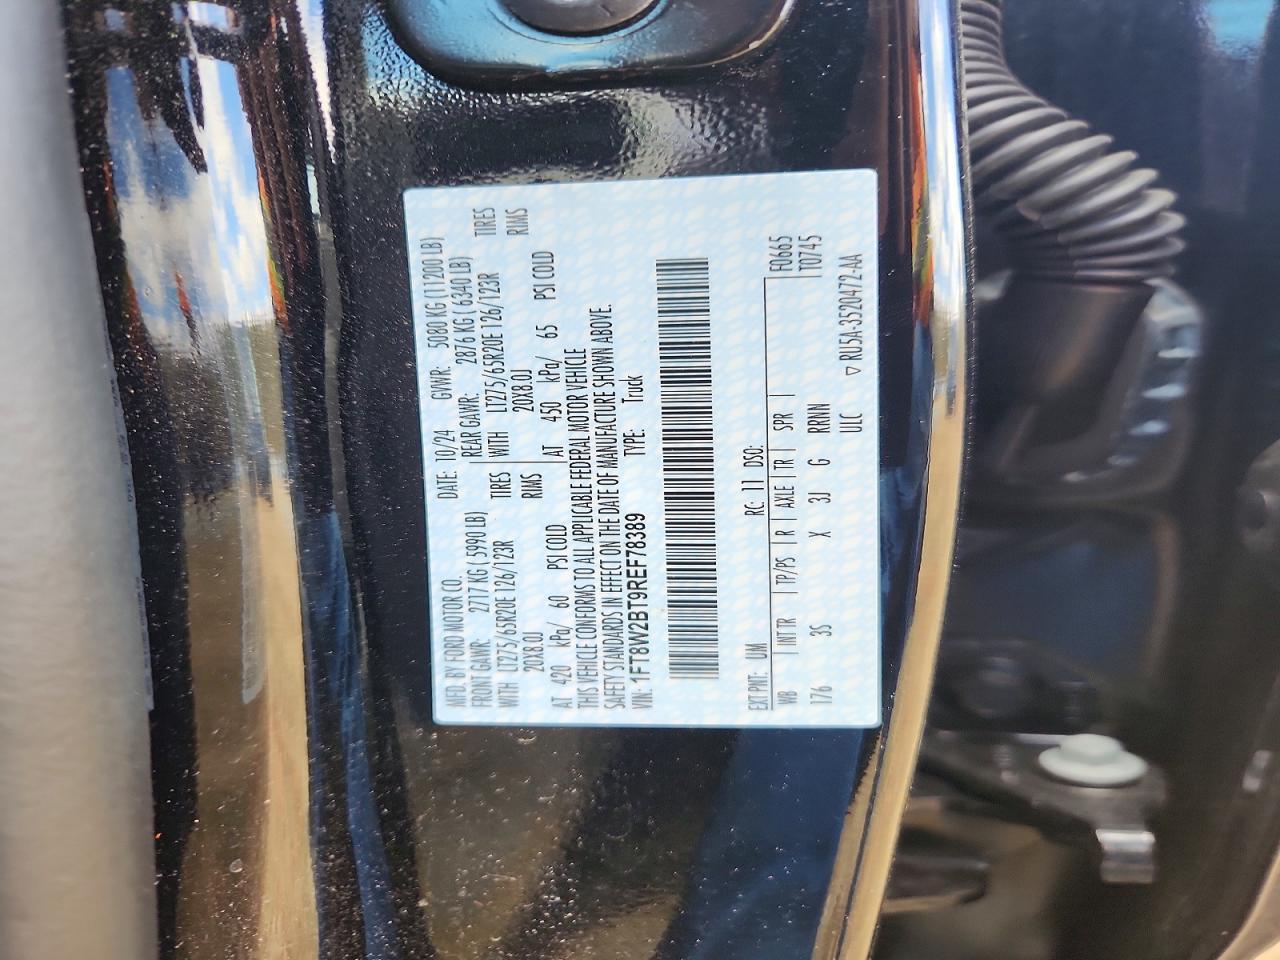 MFD. BY FORD MOTOR CO.
DATE: 10/24 GVWR: 5080 KG (11200 LB)
FRONT GAWR: 2717 KG (5990 LB) REAR GAWR: 2876 KG (6340 LB)
WITH LT275/65R20E 126/123R TIRES WITH LT275/65R20E 126/123R TIRES
20X8.0J RIMS 20X8.0J RIMS
AT 420 kPa/ 60 PSI COLD AT 450 kPa/ 65 PSI COLD
THIS VEHICLE CONFORMS TO ALL APPLICABLE FEDERAL MOTOR VEHICLE
SAFETY STANDARDS IN EFFECT ON THE DATE OF MANUFACTURE SHOWN ABOVE.
VIN: 1FT8W2BT9REF78389 TYPE: Truck
EXT PNT: UM RC: 11 DSO: F0665
WB | INT TR | TP/PS | R | AXLE | TR | SPR | T0745
176 3S X 3J G RRNN
ULC ▽ RU5A-3520472-AA